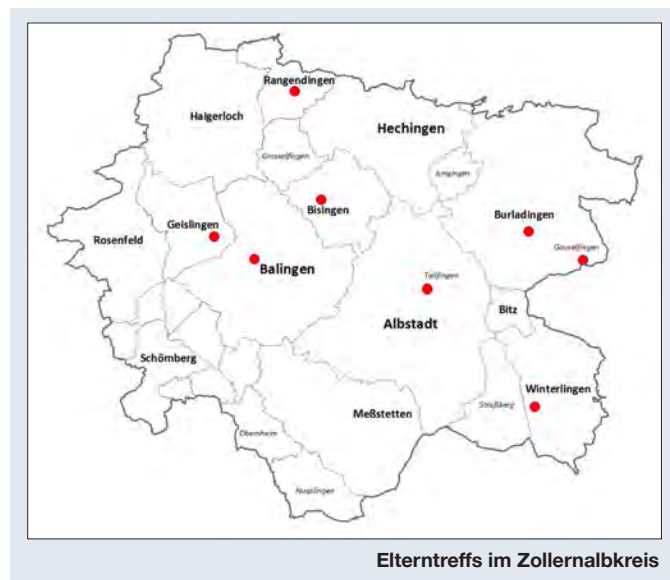 Rangendingen
Haigerloch
Hechingen
Grosselfingen
Jungingen
Bisingen
Geislingen
Burladingen
Rosenfeld
Gauselfingen
Balingen
Tailfingen
Bitz
Albstadt
Schömberg
Winterlingen
Meßstetten
Straßberg
Obernheim
Nusplingen
Elterntreffs im Zollernalbkreis